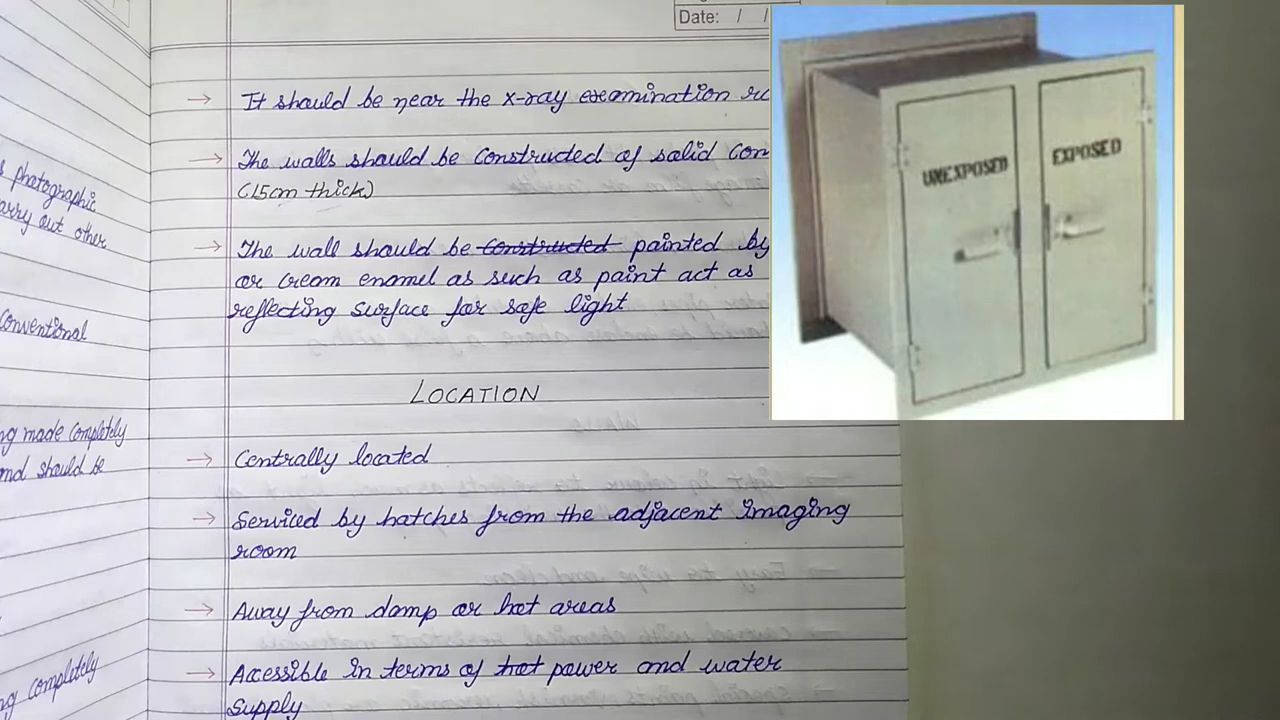 Date: / /
→ It should be near the x-ray examination
→ The walls should be constructed of solid
(15cm thick)
→ The wall should be constructed painted by
or cream enamel as such as paint act as
reflecting surface for safe light
LOCATION
→ Centrally located
→ Serviced by hatches from the adjacent imaging
room
→ Away from damp or hot areas
→ Accessible in terms of hot power and water
supply
photographic
carry out other
Conventional
made completely
should be
completely
UNEXPOSED
EXPOSED